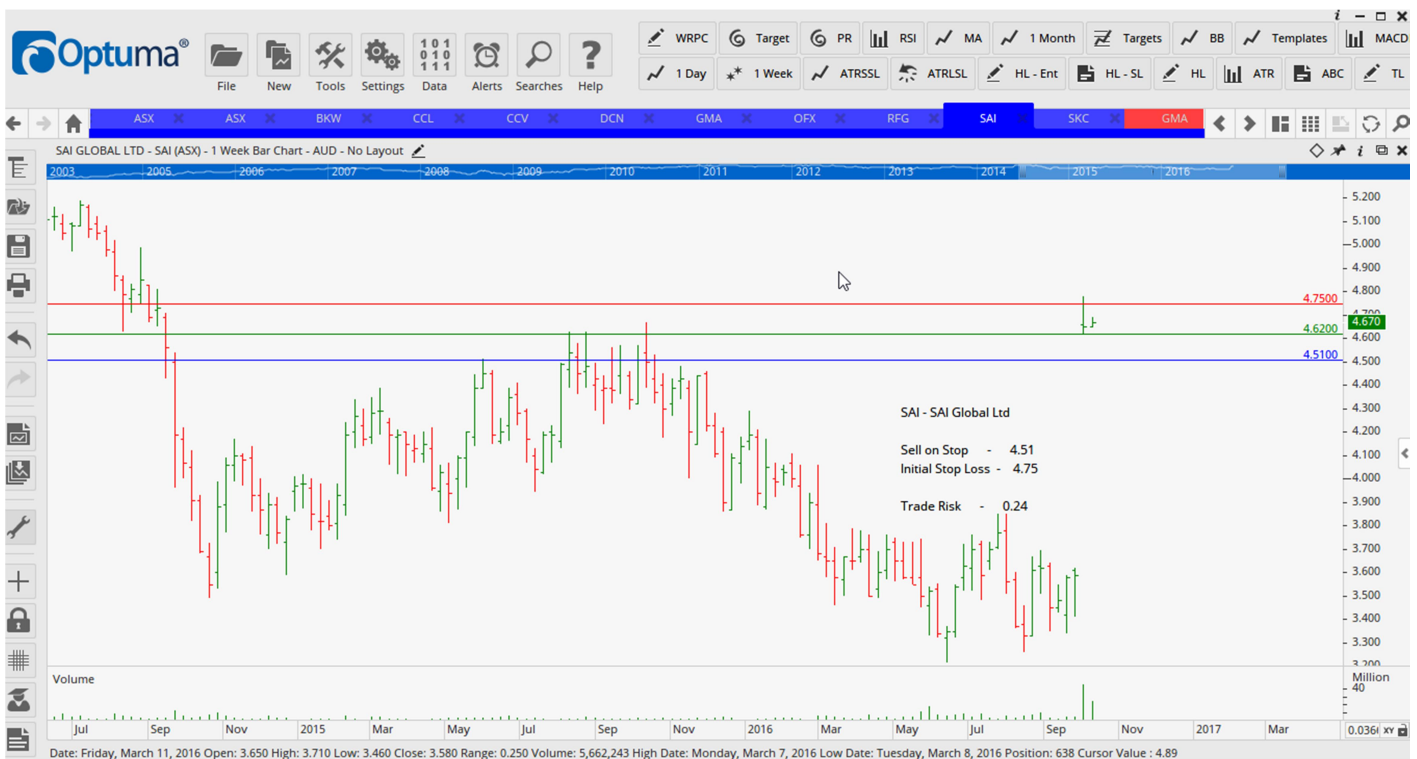 i
Optuma®
File New Tools Settings Data Alerts Searches Help
WRPC Target PR RSI MA 1 Month Targets BB Templates MACD
1 Day 1 Week ATRSSL ATRLSL HL - Ent HL - SL HL ATR ABC TL
ASX ASX BKW CCL CCV DCN GMA OFX RFG SAI SKC GMA
SAI GLOBAL LTD - SAI (ASX) - 1 Week Bar Chart - AUD - No Layout
2003 2005 2006 2007 2008 2009 2010 2011 2012 2013 2014 2015 2016
5.200
5.100
5.000
4.900
4.800
4.7500
4.700
4.670
4.6200
4.600
4.5100
4.500
4.400
4.300
4.200
4.100
4.000
3.900
3.800
3.700
3.600
3.500
3.400
3.300
3.200
SAI - SAI Global Ltd
Sell on Stop - 4.51
Initial Stop Loss - 4.75
Trade Risk - 0.24
Volume
Million
40
Jul Sep Nov 2015 Mar May Jul Sep Nov 2016 Mar May Jul Sep Nov 2017 Mar
XY
Date: Friday, March 11, 2016 Open: 3.650 High: 3.710 Low: 3.460 Close: 3.580 Range: 0.250 Volume: 5,662,243 High Date: Monday, March 7, 2016 Low Date: Tuesday, March 8, 2016 Position: 638 Cursor Value : 4.89